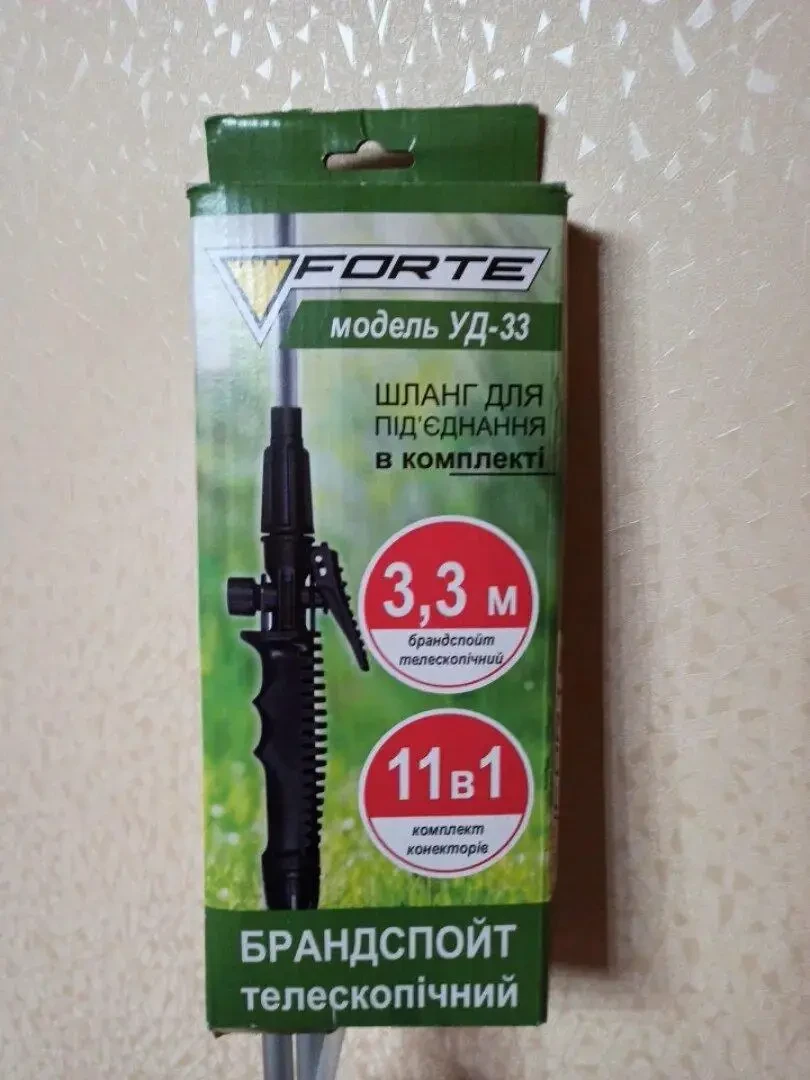 FORTE
модель УД-33
ШЛАНГ ДЛЯ
ПІД'ЄДНАННЯ
в комплекті
3,3 м
брандспойт
телескопічний
11в1
комплект
конекторів
БРАНДСПОЙТ
телескопічний